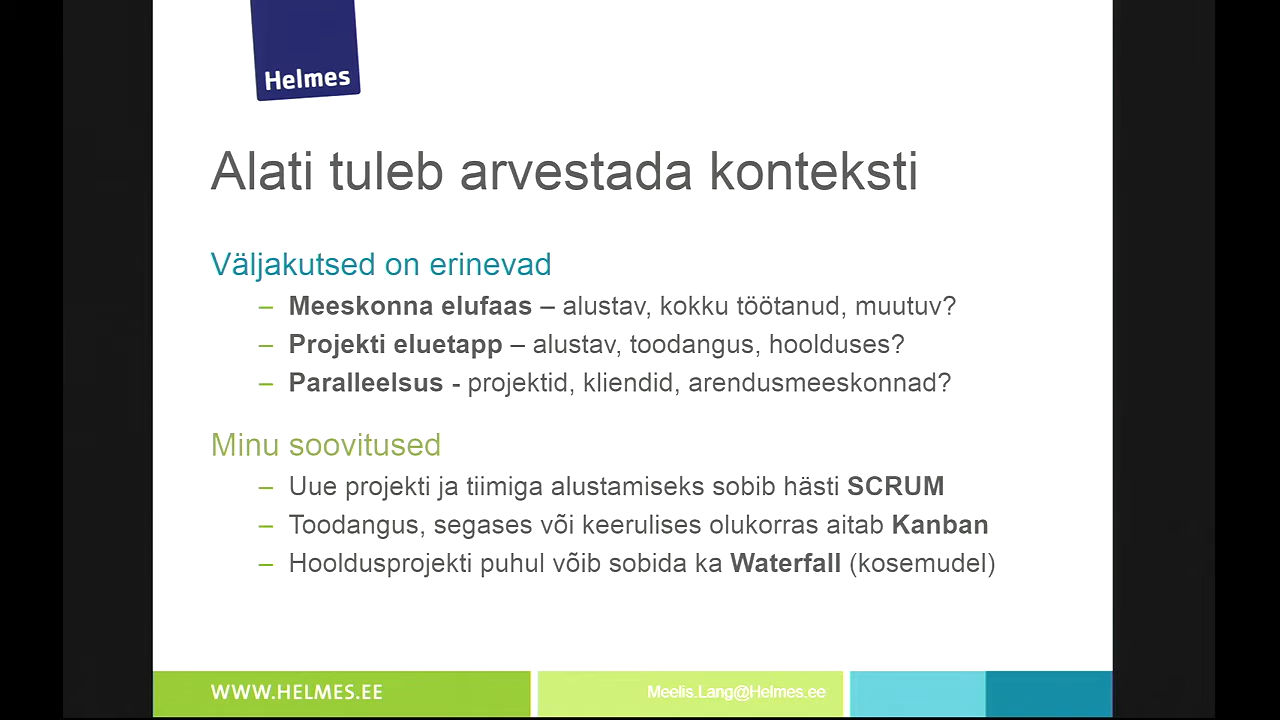 Helmes
Alati tuleb arvestada konteksti
Väljakutsed on erinevad
– Meeskonna elufaas – alustav, kokku töötanud, muutuv?
– Projekti eluetapp – alustav, toodangus, hoolduses?
– Paralleelsus - projektid, kliendid, arendusmeeskonnad?
Minu soovitused
– Uue projekti ja tiimiga alustamiseks sobib hästi SCRUM
– Toodangus, segases või keerulises olukorras aitab Kanban
– Hooldusprojekti puhul võib sobida ka Waterfall (kosemudel)
WWW.HELMES.EE
Meelis.Lang@Helmes.ee